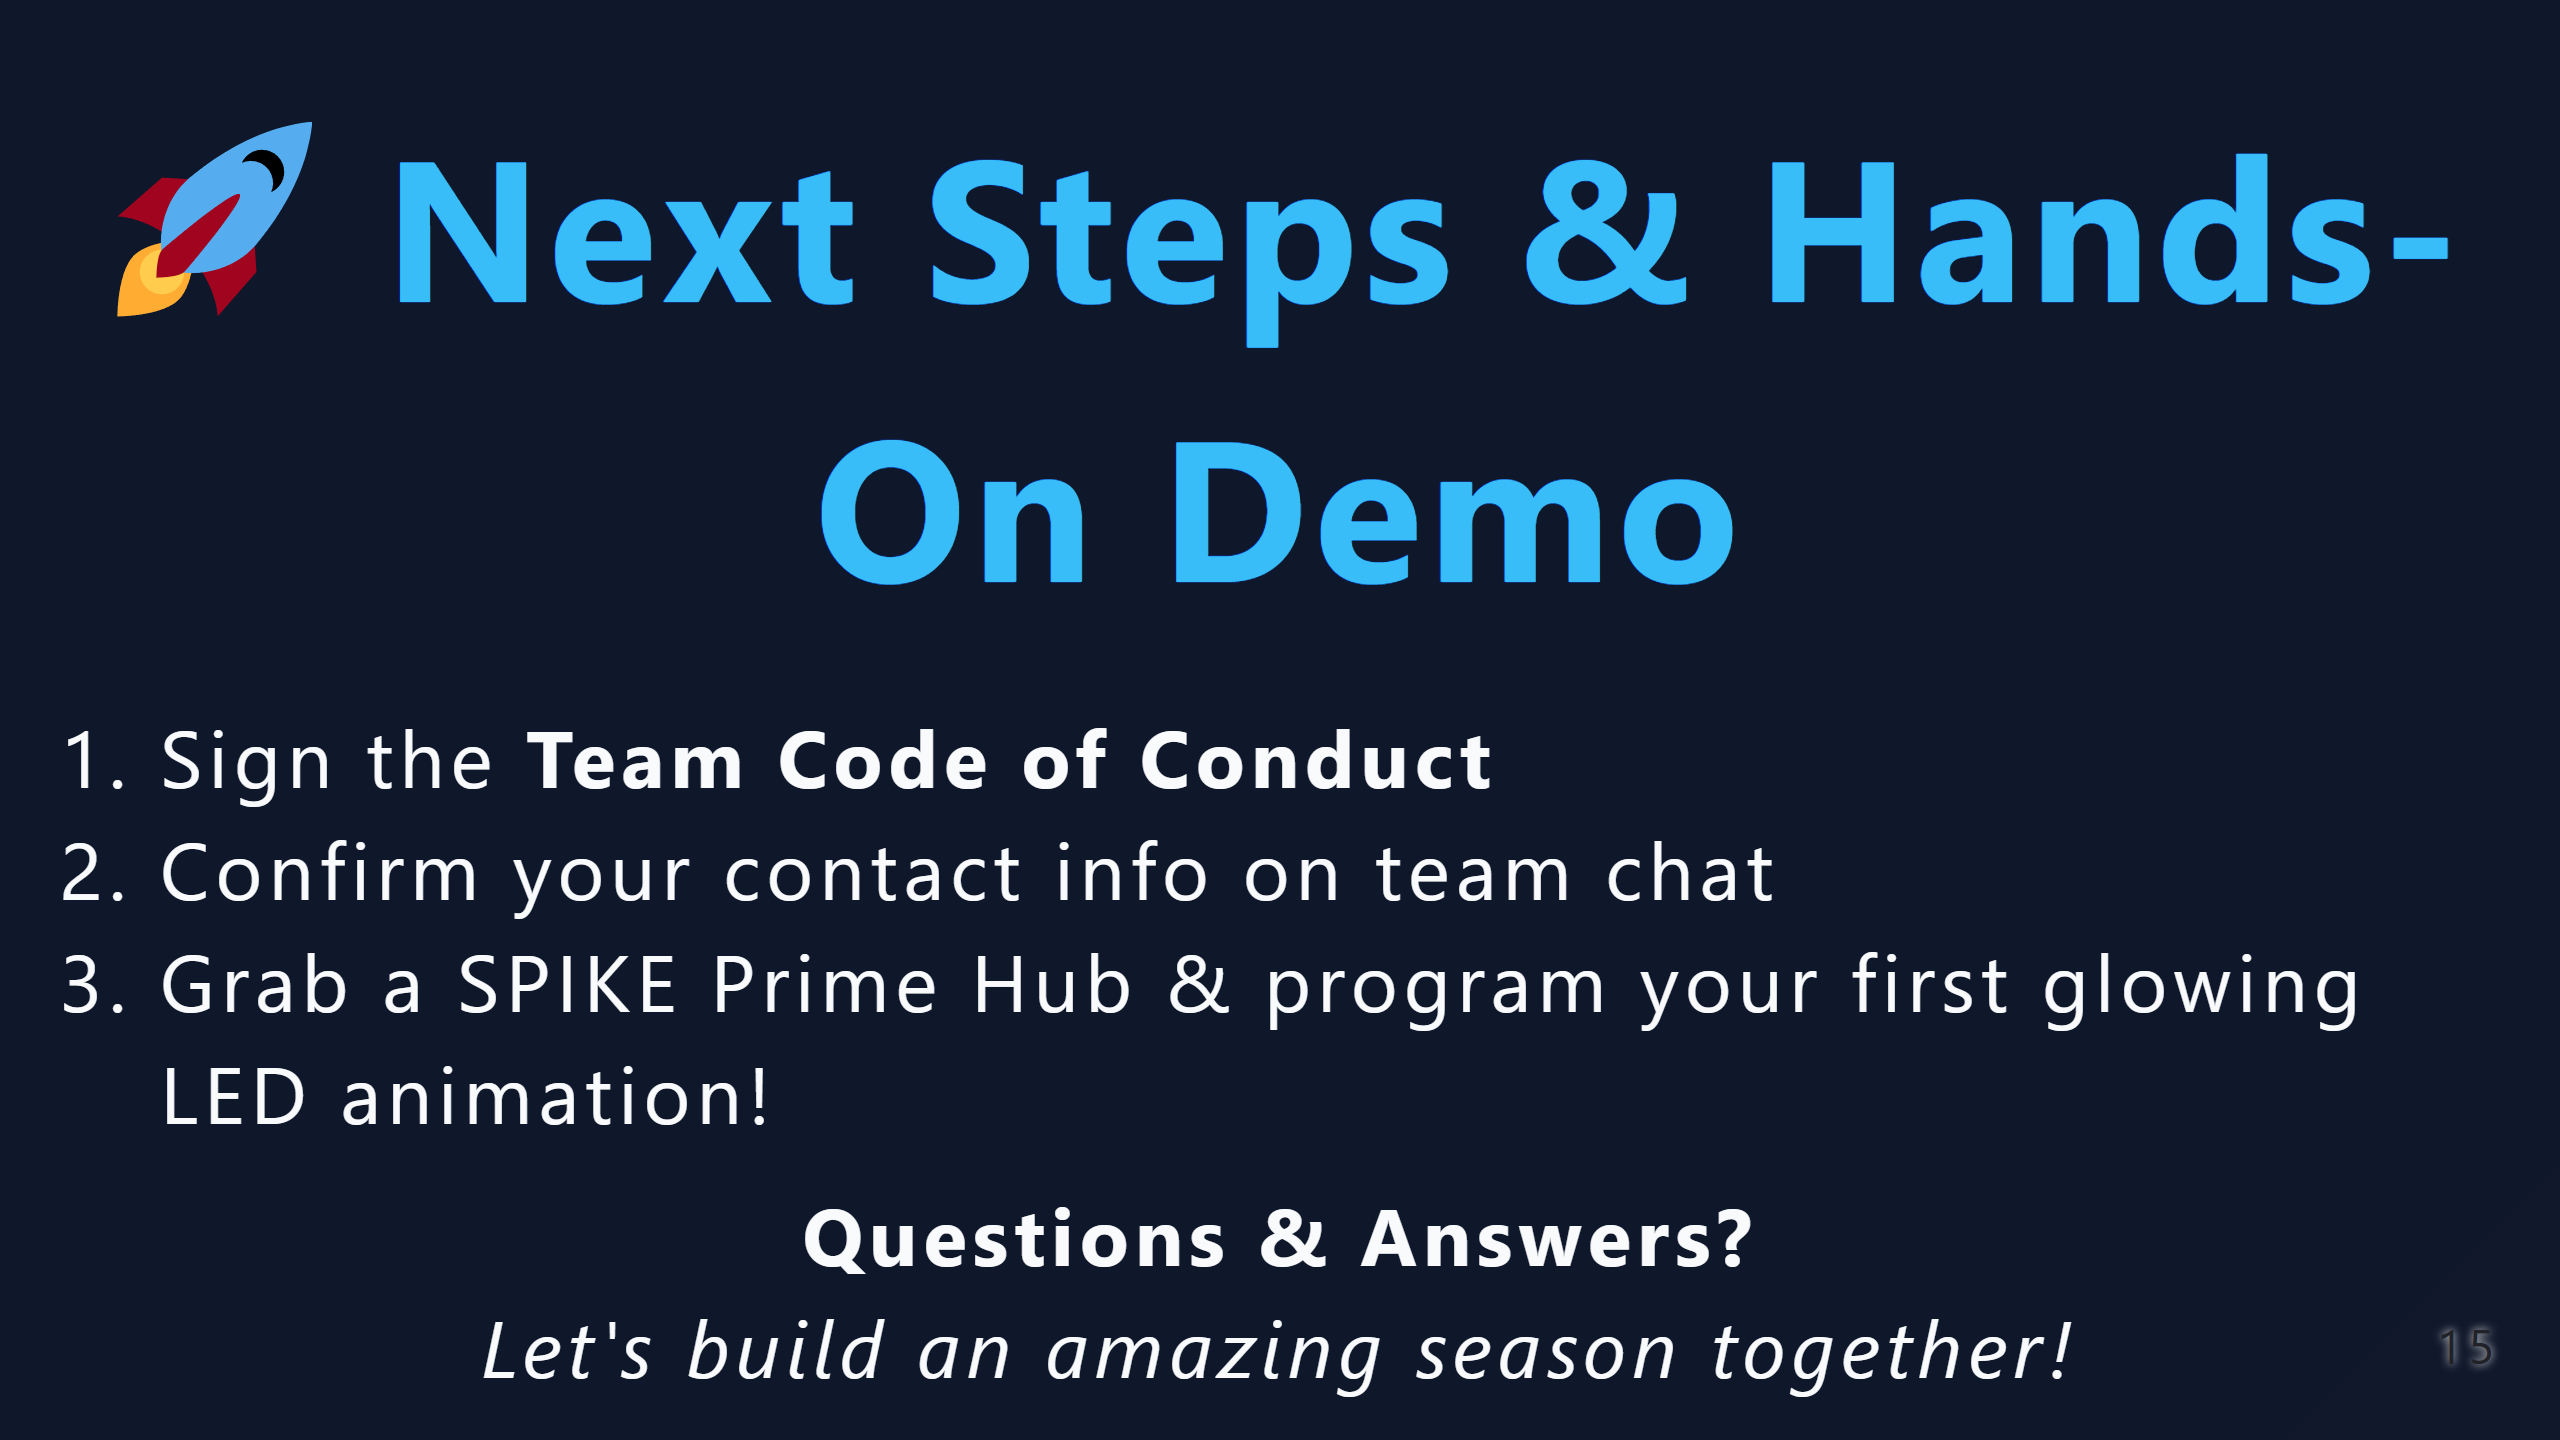 Next Steps & Hands-
On Demo
1. Sign the Team Code of Conduct
2. Confirm your contact info on team chat
3. Grab a SPIKE Prime Hub & program your first glowing
LED animation!
Questions & Answers?
Let's build an amazing season together!
15